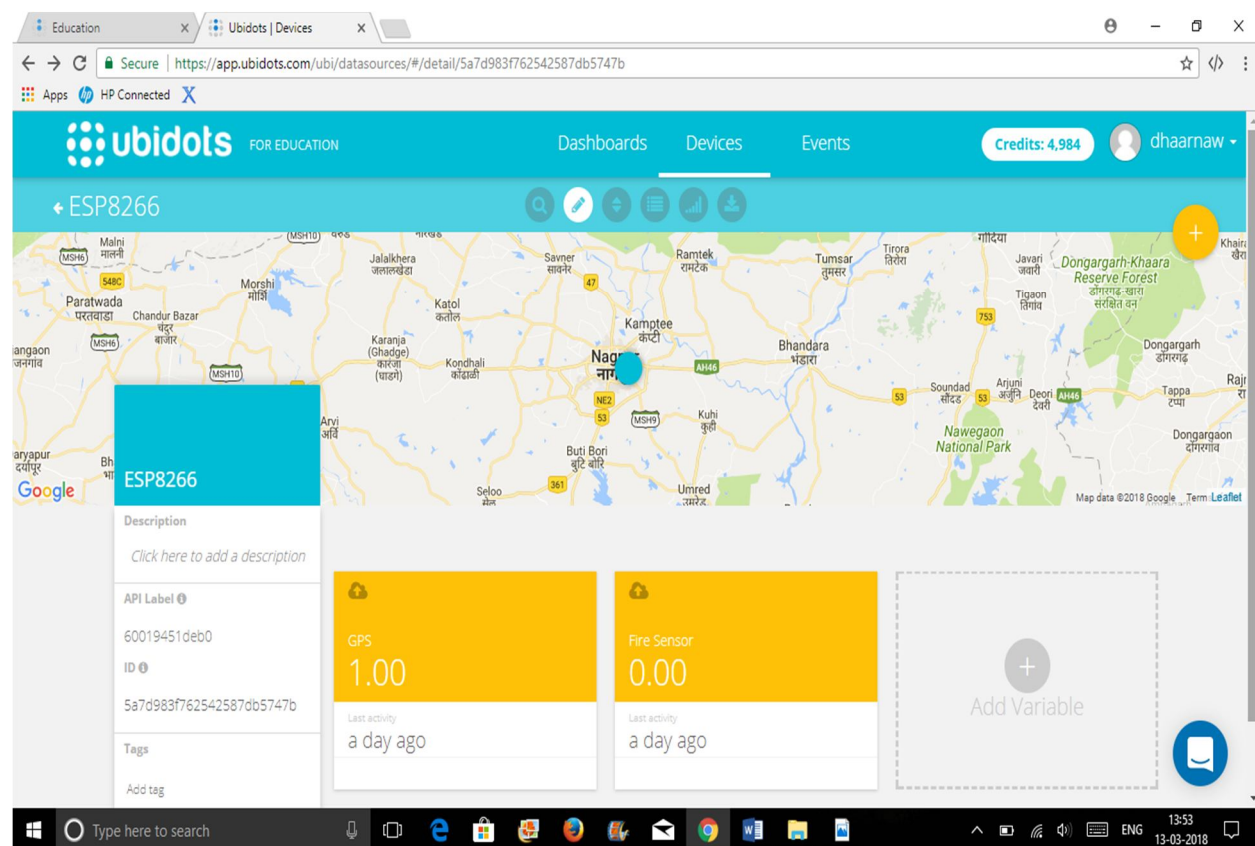 Education
Ubidots | Devices
Secure | https://app.ubidots.com/ubi/datasources/#/detail/5a7d983f762542587db5747b
Apps
HP Connected
ubidots FOR EDUCATION
Dashboards
Devices
Events
Credits: 4,984
dhaarnaw
ESP8266
Malni
मालनी
MSH6
MSH10
548C
Paratwada
परतवाडा
Chandur Bazar
चंदुर
बाजार
MSH6
MSH10
Morshi
मोर्शि
Jalalkhera
जलालखेडा
Savner
सावनेर
47
Ramtek
रामटेक
Tumsar
तुमसर
Tirora
तिरोरा
गोंदिया
Javari
जवारी
Dongargarh-Khaara
Reserve Forest
डोंगरगढ़-खारा
संरक्षित वन
Tigaon
तिगांव
753
Katol
कतोल
Kamptee
कंप्टी
Karanja
(Ghadge)
कारंजा
(घाडगे)
Kondhali
कोंढाळी
Bhandara
भंडारा
AH46
NE2
53
MSH9
Kuhi
कुही
Dongargarh
डोंगरगढ़
Soundad
सौंदड
53
53
Arjuni
अर्जुनि
Deori
देवरी
AH46
Tappa
टप्पा
Arvi
आर्वी
Nawegaon
National Park
Dongargaon
दोंगरगांव
Buti Bori
बुटि बोरि
361
Seloo
Umred
Google
Map data ©2018 Google
Leaflet
ESP8266
Description
Click here to add a description
API Label
60019451deb0
ID
5a7d983f762542587db5747b
Tags
Add tag
GPS
1.00
Last activity
a day ago
Fire Sensor
0.00
Last activity
a day ago
Add Variable
Type here to search
ENG
13:53
13-03-2018